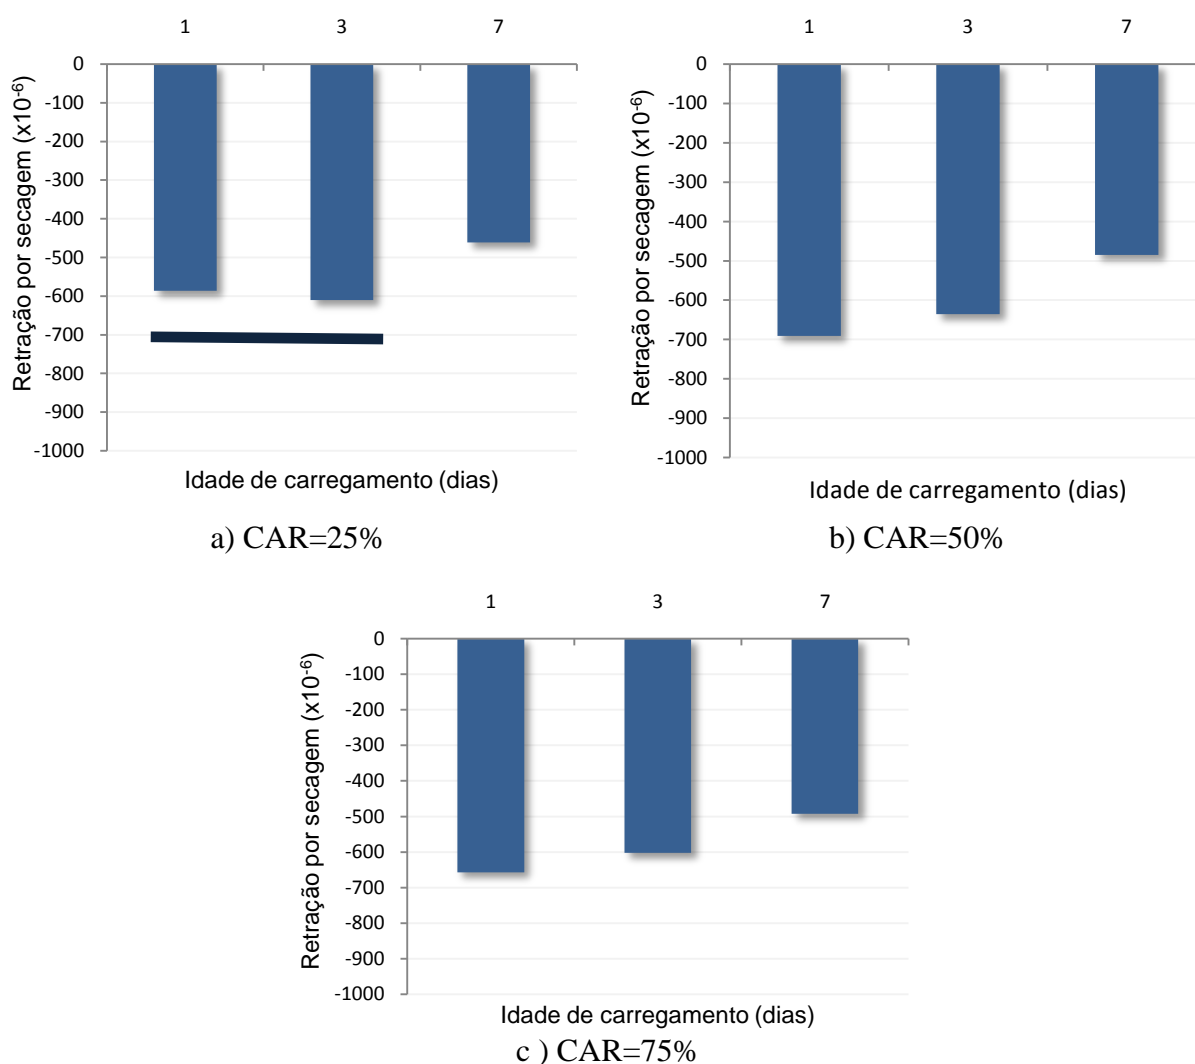 1 3 7
0
-100
-200
-300
-400
-500
-600
-700
-800
-900
-1000
Retração por secagem (x10-6)
Idade de carregamento (dias)
a) CAR=25%
1 3 7
0
-100
-200
-300
-400
-500
-600
-700
-800
-900
-1000
Retração por secagem (x10-6)
Idade de carregamento (dias)
b) CAR=50%
1 3 7
0
-100
-200
-300
-400
-500
-600
-700
-800
-900
-1000
Retração por secagem (x10-6)
Idade de carregamento (dias)
c ) CAR=75%